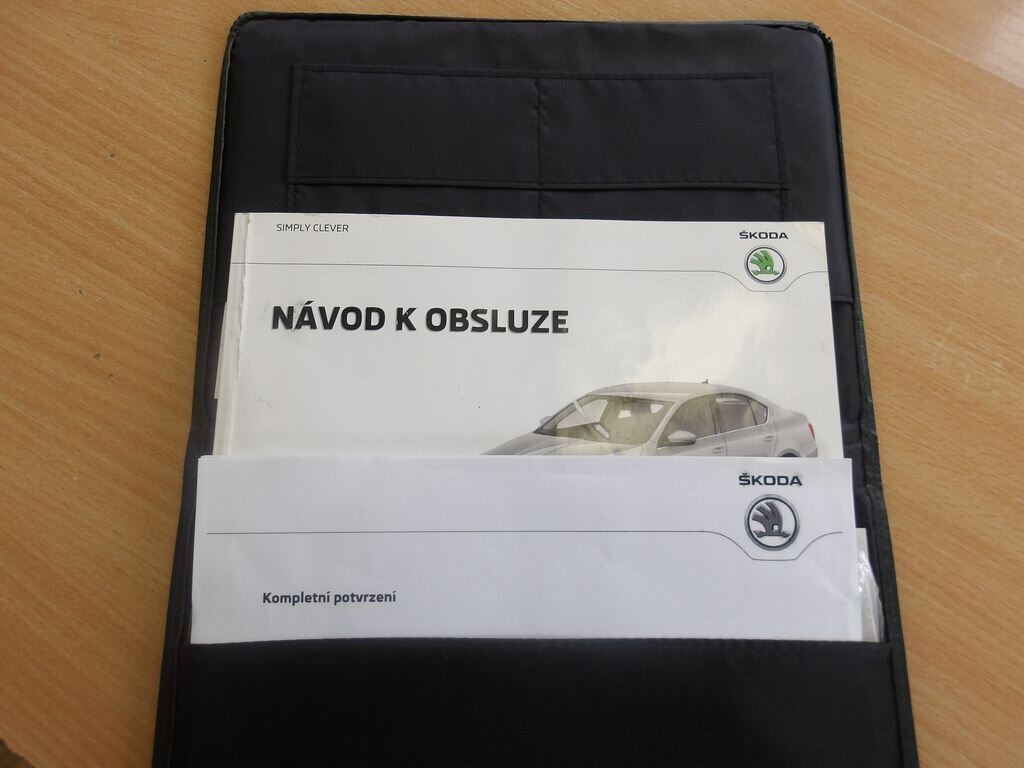 SIMPLY CLEVER
ŠKODA
NÁVOD K OBSLUZE
ŠKODA
Kompletní potvrzení